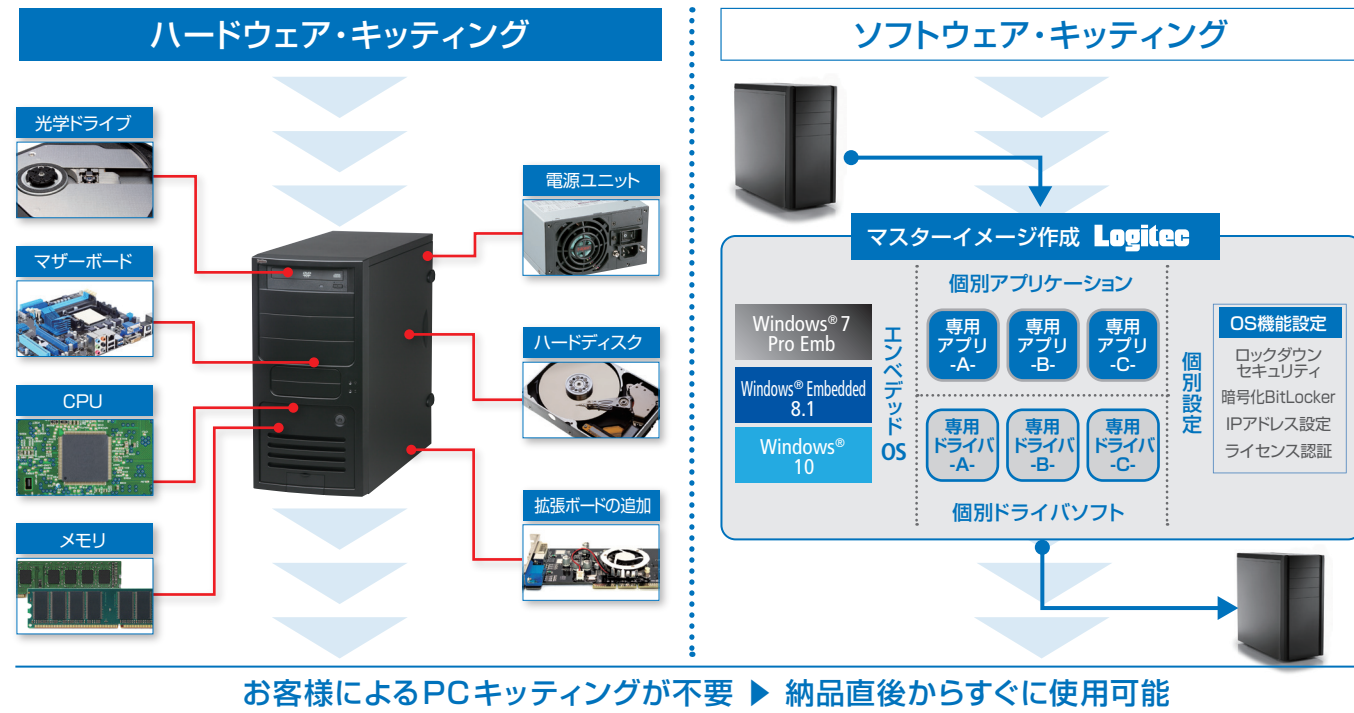 ハードウェア・キッティング
光学ドライブ
マザーボード
CPU
メモリ
電源ユニット
ハードディスク
拡張ボードの追加
ソフトウェア・キッティング
マスターイメージ作成 Logitec
Windows® 7
Pro Emb
Windows® Embedded
8.1
Windows®
10
エンベデッドOS
個別アプリケーション
専用
アプリ
-A-
専用
アプリ
-B-
専用
アプリ
-C-
専用
ドライバ
-A-
専用
ドライバ
-B-
専用
ドライバ
-C-
個別ドライバソフト
個別設定
OS機能設定
ロックダウン
セキュリティ
暗号化BitLocker
IPアドレス設定
ライセンス認証
お客様によるPCキッティングが不要 ▶ 納品直後からすぐに使用可能